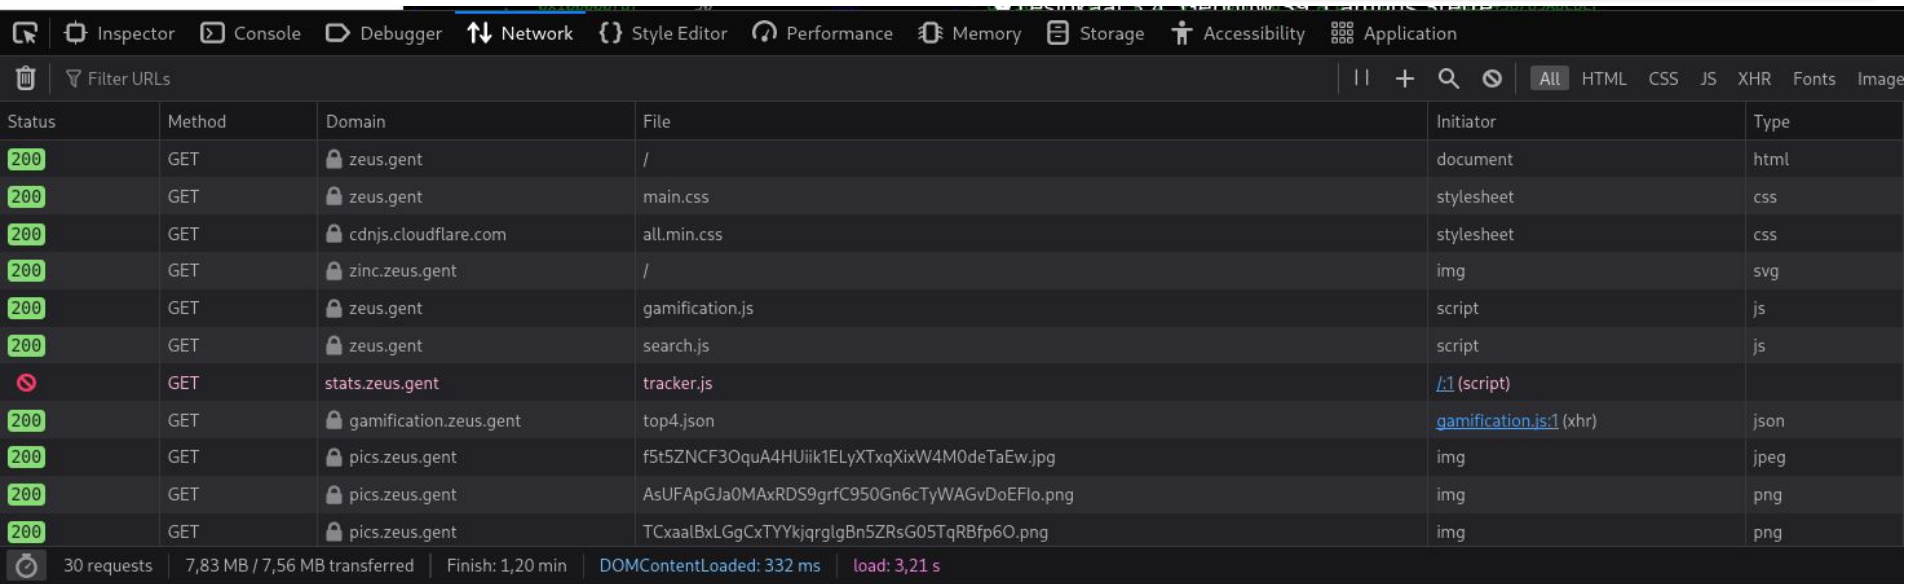 Inspector Console Debugger Network Style Editor Performance Memory Storage Accessibility Application
Filter URLs All HTML CSS JS XHR Fonts Image
Status Method Domain File Initiator Type
200 GET zeus.gent / document html
200 GET zeus.gent main.css stylesheet css
200 GET cdnjs.cloudflare.com all.min.css stylesheet css
200 GET zinc.zeus.gent / img svg
200 GET zeus.gent gamification.js script js
200 GET zeus.gent search.js script js
GET stats.zeus.gent tracker.js /:1 (script)
200 GET gamification.zeus.gent top4.json gamification.js:1 (xhr) json
200 GET pics.zeus.gent f5t5ZNCF3OquA4HUiik1ELyXTxqXixW4M0deTaEw.jpg img jpeg
200 GET pics.zeus.gent AsUFApGJa0MAxRDS9grfC950Gn6cTyWAGvDoEFIo.png img png
200 GET pics.zeus.gent TCxaalBxLGgCxTYYkjqrglgBn5ZRsG05TqRBfp6O.png img png
30 requests 7,83 MB / 7,56 MB transferred Finish: 1,20 min DOMContentLoaded: 332 ms load: 3,21 s